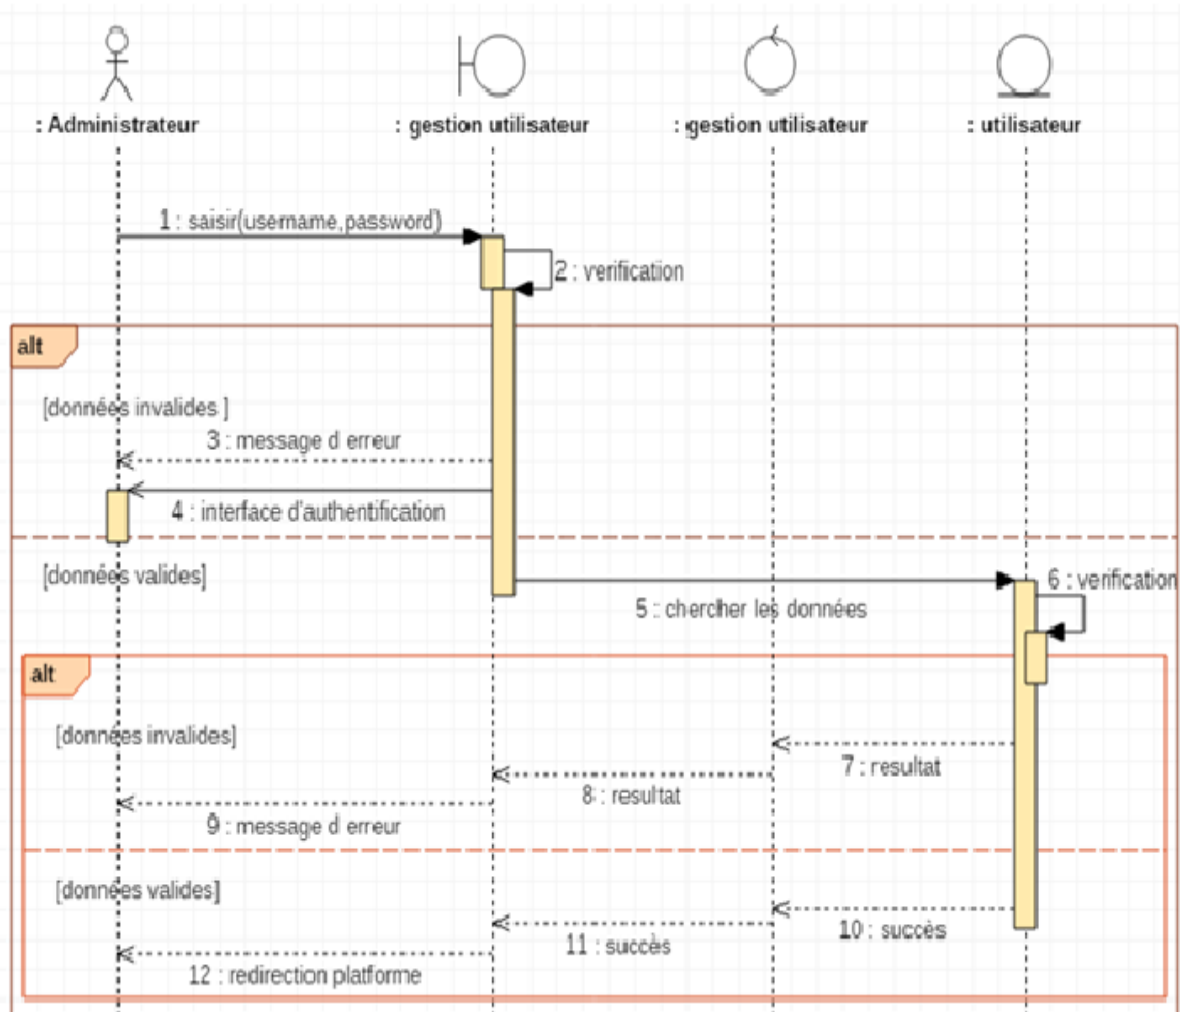 : Administrateur
: gestion utilisateur
: gestion utilisateur
: utilisateur
1 : saisir(username,password)
2 : verification
alt
[données invalides ]
3 : message d erreur
4 : interface d'authentification
[données valides]
5 : chercher les données
6 : verification
alt
[données invalides]
7 : resultat
8 : resultat
9 : message d erreur
[données valides]
10 : succès
11 : succès
12 : redirection platforme